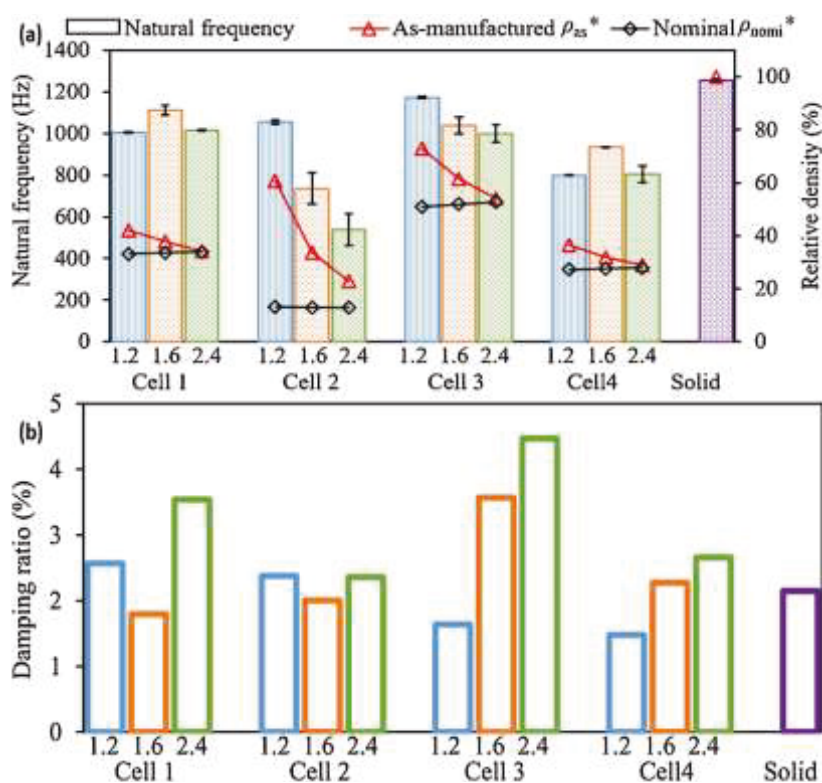 (a)
Natural frequency
As-manufactured ρas*
Nominal ρnomi*
Natural frequency (Hz)
1400
1200
1000
800
600
400
200
0
Relative density (%)
100
80
60
40
20
0
1.2 1.6 2.4 1.2 1.6 2.4 1.2 1.6 2.4 1.2 1.6 2.4
Cell 1 Cell 2 Cell 3 Cell4 Solid
(b)
Damping ratio (%)
5
4
3
2
1
0
1.2 1.6 2.4 1.2 1.6 2.4 1.2 1.6 2.4 1.2 1.6 2.4
Cell 1 Cell 2 Cell 3 Cell4 Solid